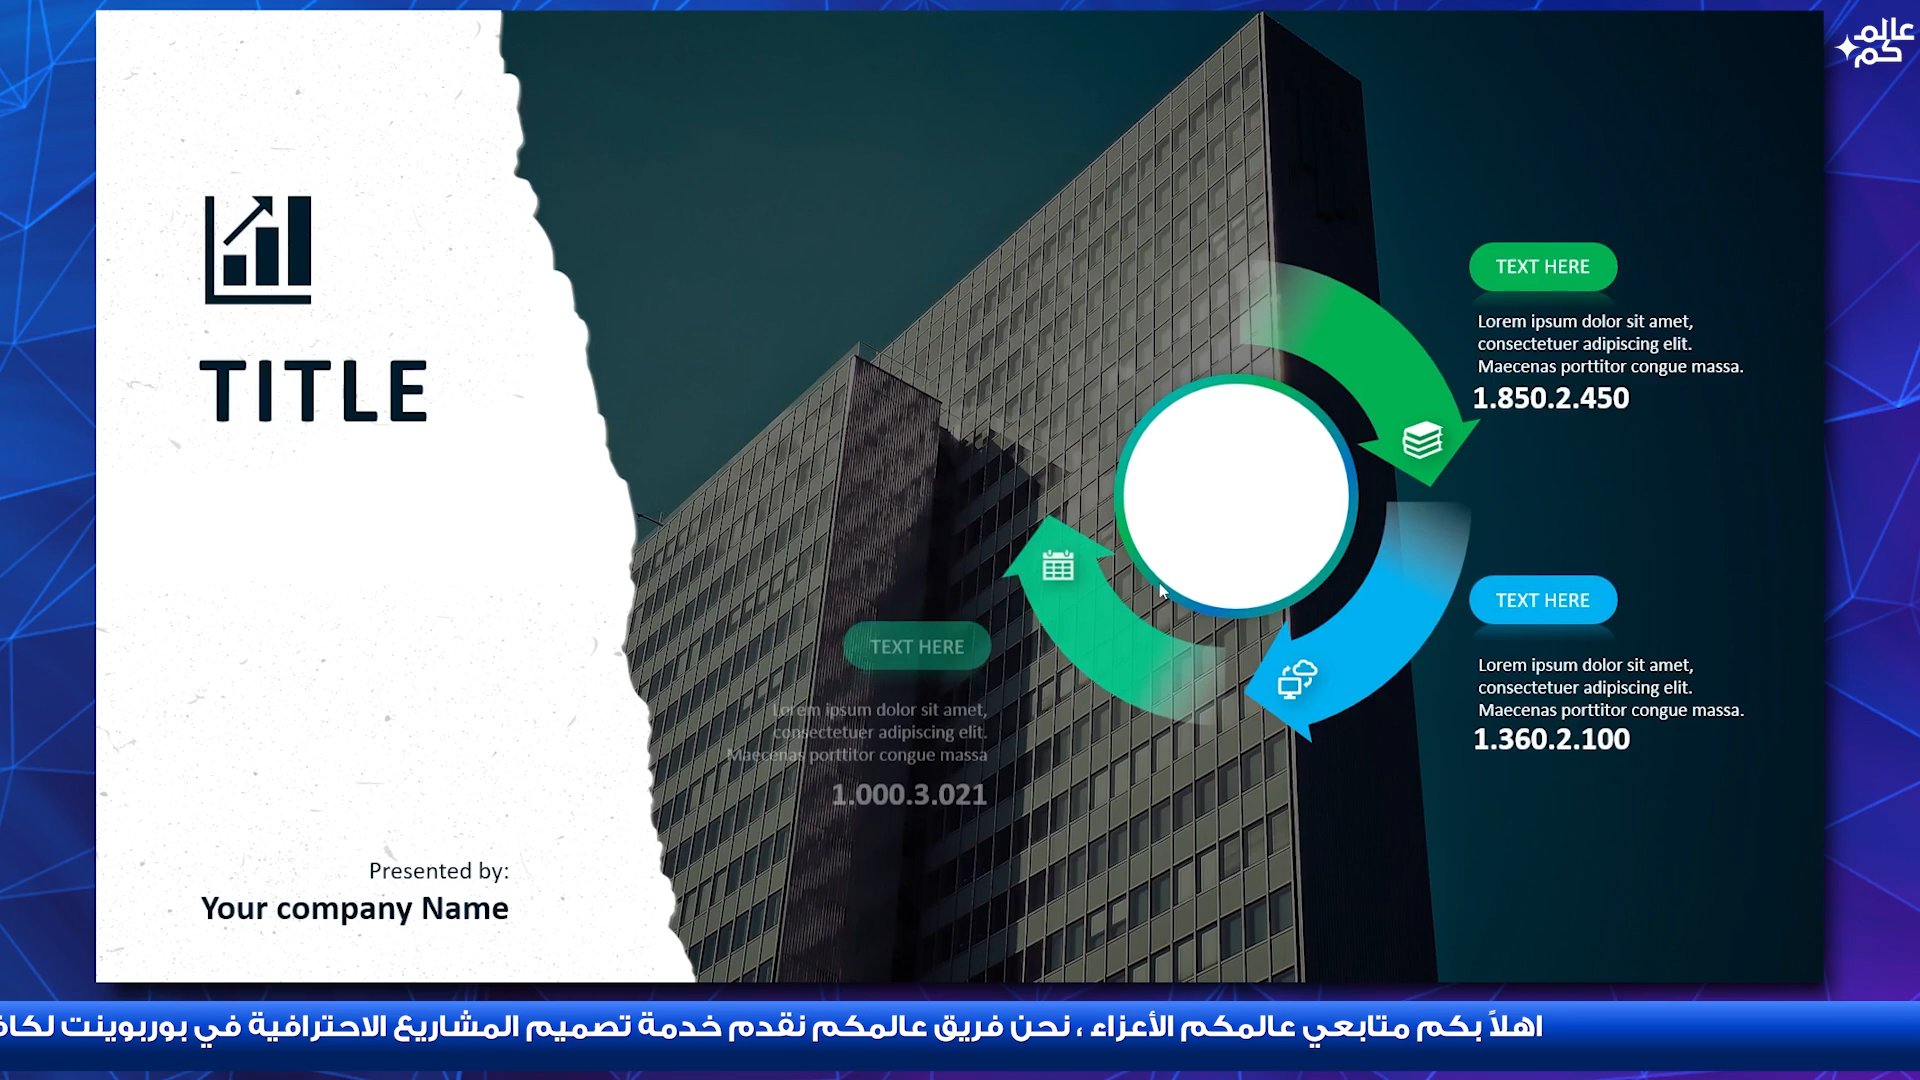 عالم
كم
TITLE
TEXT HERE
Lorem ipsum dolor sit amet,
consectetuer adipiscing elit.
Maecenas porttitor congue massa.
1.850.2.450
TEXT HERE
Lorem ipsum dolor sit amet,
consectetuer adipiscing elit.
Maecenas porttitor congue massa.
1.360.2.100
TEXT HERE
Lorem ipsum dolor sit amet,
consectetuer adipiscing elit.
Maecenas porttitor congue massa
1.000.3.021
Presented by:
Your company Name
اهلاً بكم متابعي عالمكم الأعزاء ، نحن فريق عالمكم نقدم خدمة تصميم المشاريع الاحترافية في بوربوينت